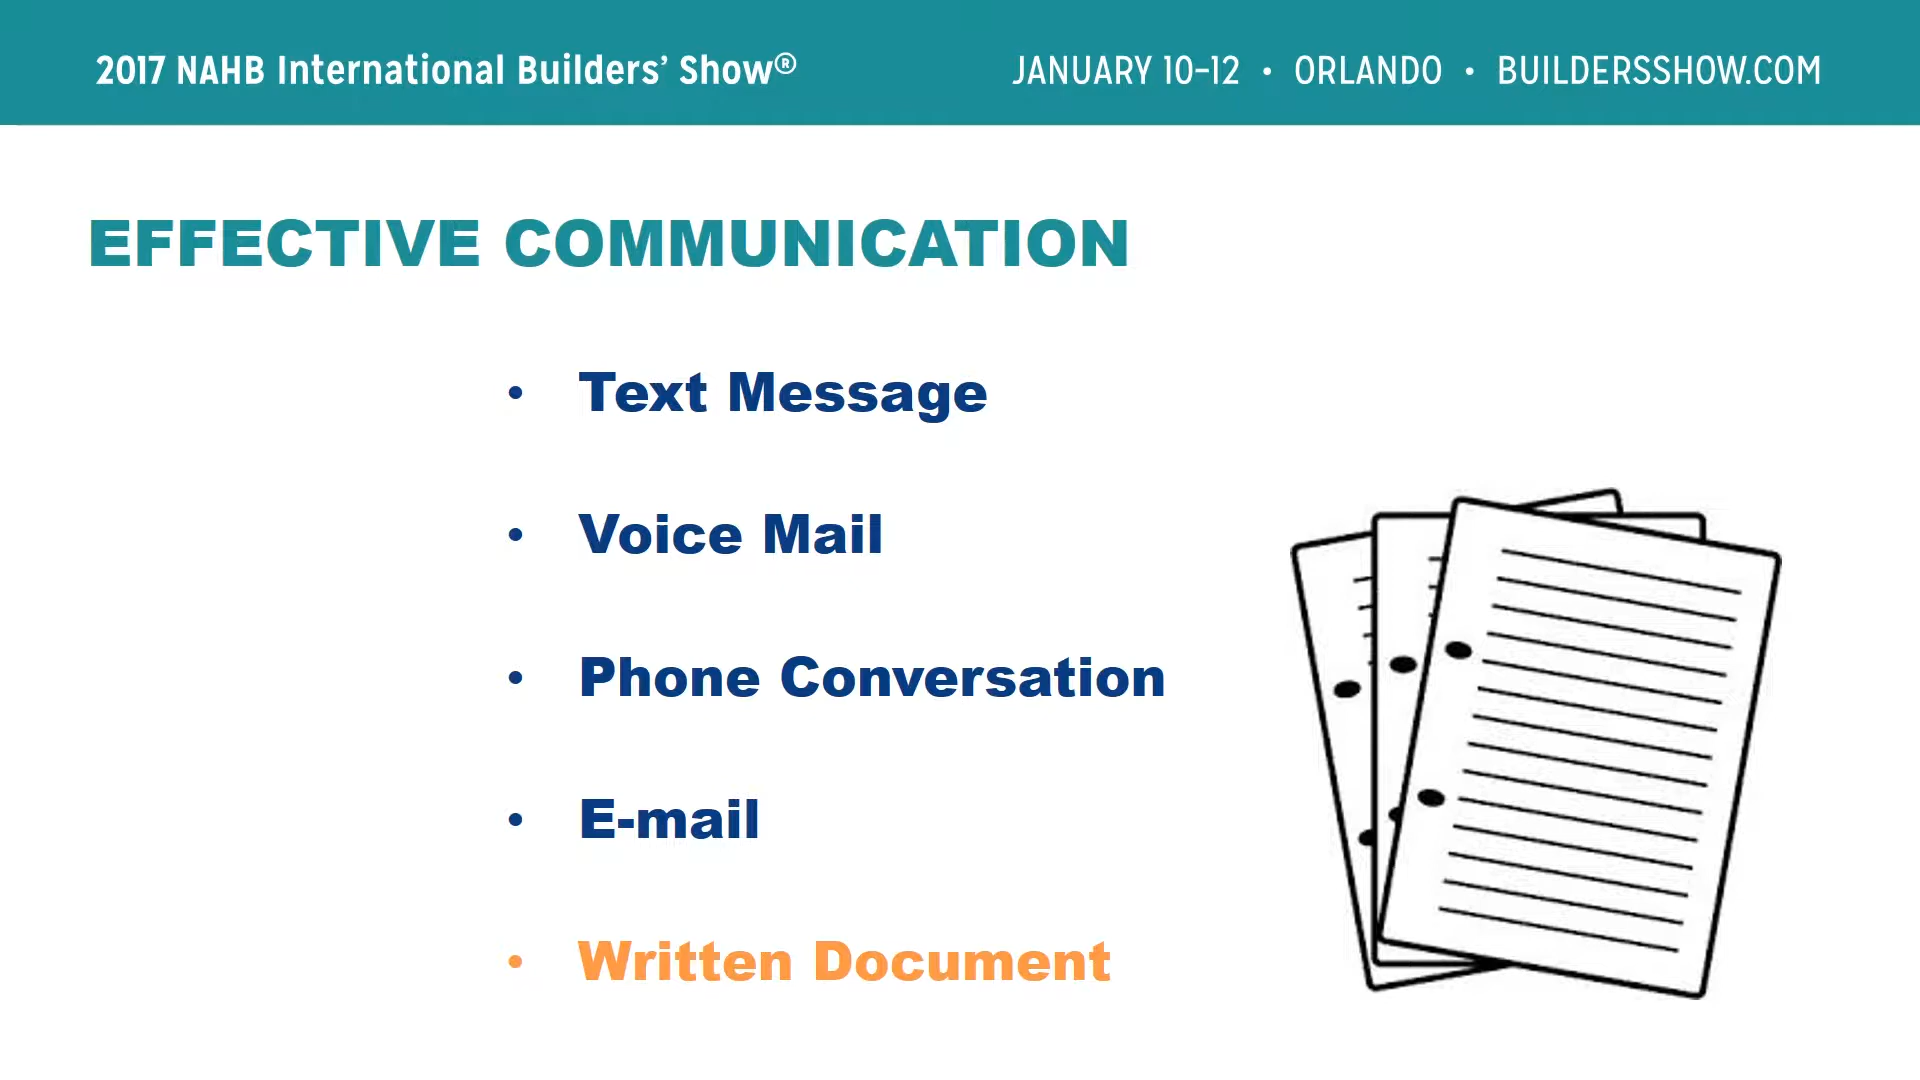 2017 NAHB International Builders' Show®
JANUARY 10–12 • ORLANDO • BUILDERSSHOW.COM
EFFECTIVE COMMUNICATION
• Text Message
• Voice Mail
• Phone Conversation
• E-mail
• Written Document